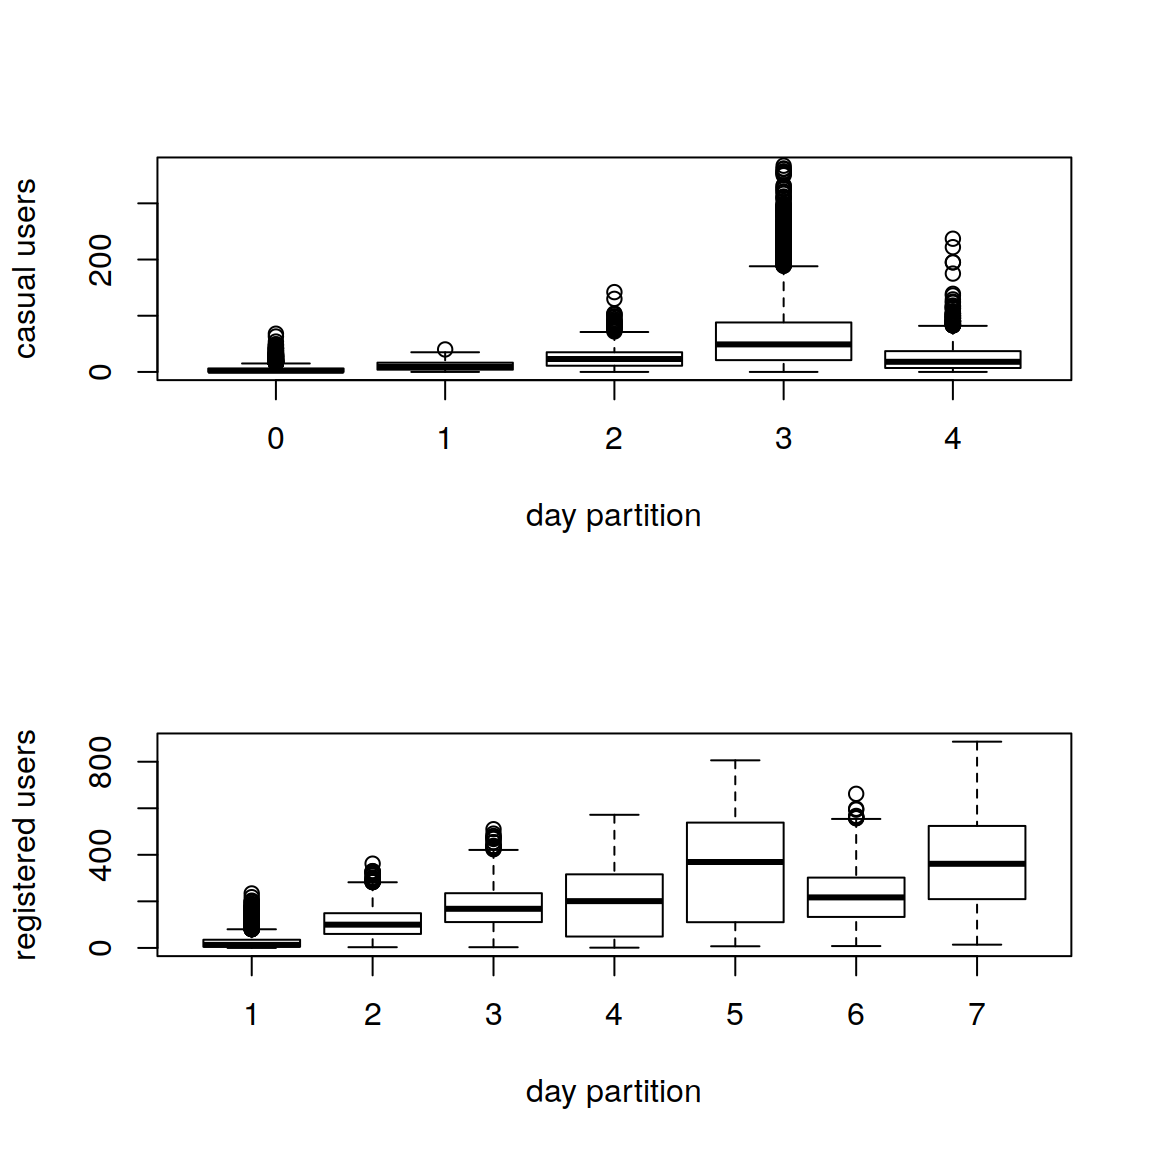 casual users
200
0
0 1 2 3 4
day partition
registered users
800
400
0
1 2 3 4 5 6 7
day partition